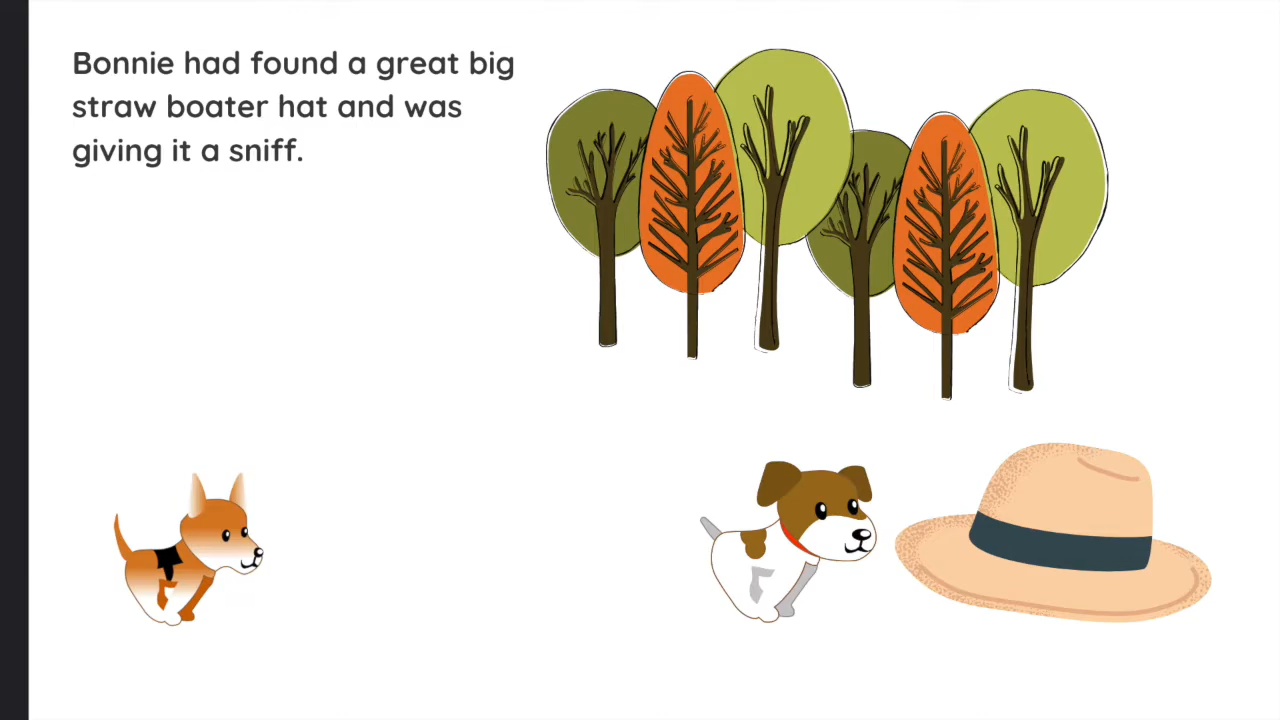 Bonnie had found a great big
straw boater hat and was
giving it a sniff.